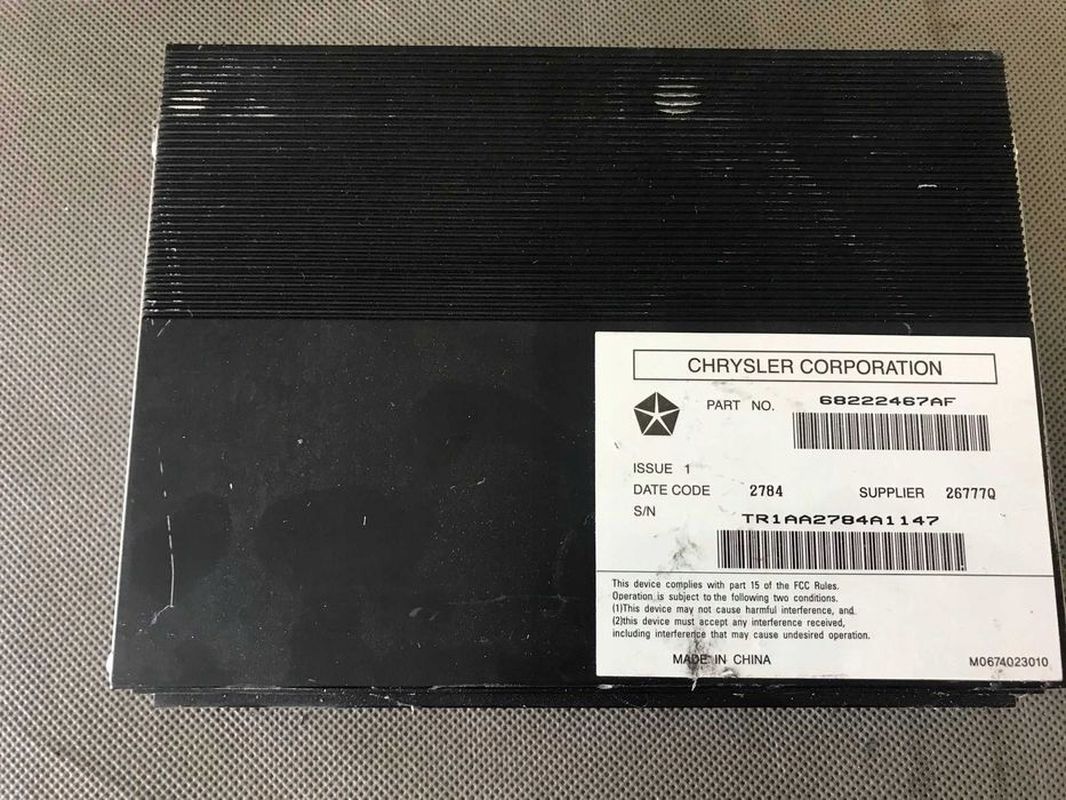 CHRYSLER CORPORATION
PART NO. 68222467AF
ISSUE 1
DATE CODE 2784 SUPPLIER 26777Q
S/N TR1AA2784A1147
This device complies with part 15 of the FCC Rules.
Operation is subject to the following two conditions.
(1)This device may not cause harmful interference, and
(2)this device must accept any interference received,
including interference that may cause undesired operation.
MADE IN CHINA M0674023010